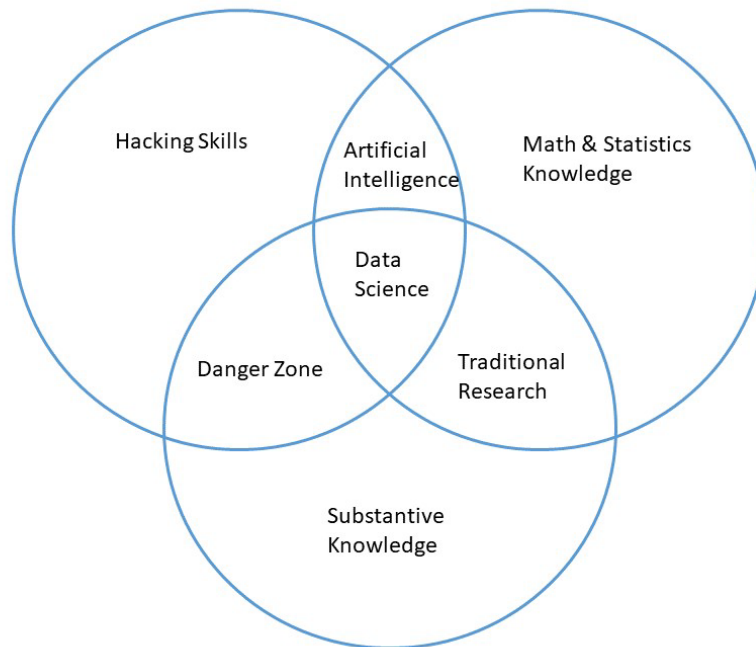 Hacking Skills
Artificial
Intelligence
Math & Statistics
Knowledge
Data
Science
Danger Zone
Traditional
Research
Substantive
Knowledge